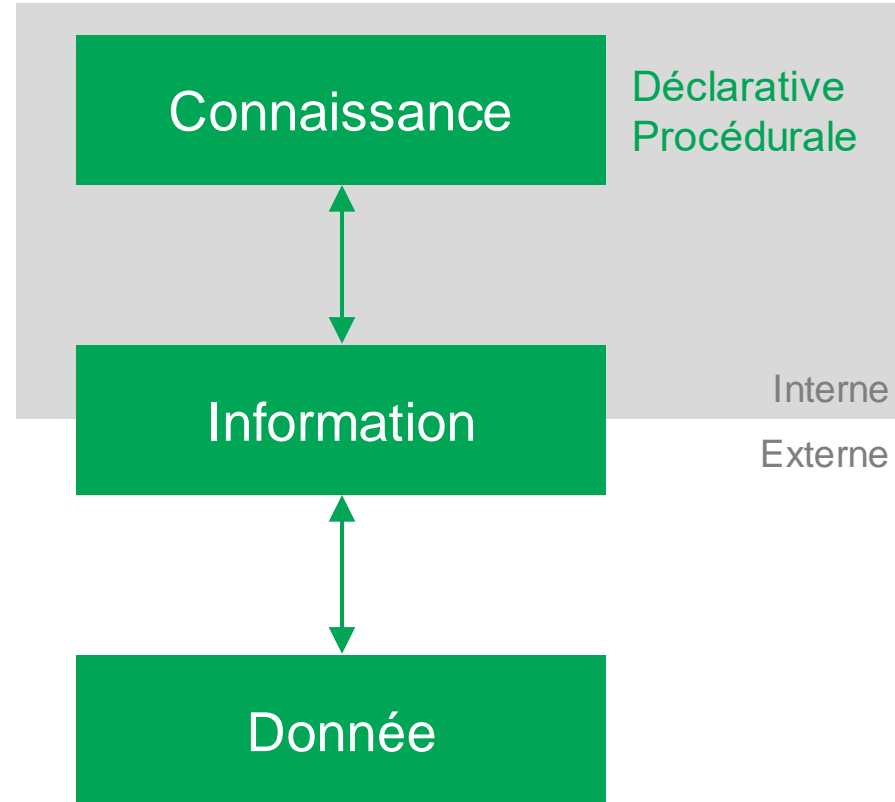 Connaissance
Déclarative
Procédurale
Interne
Information
Externe
Donnée